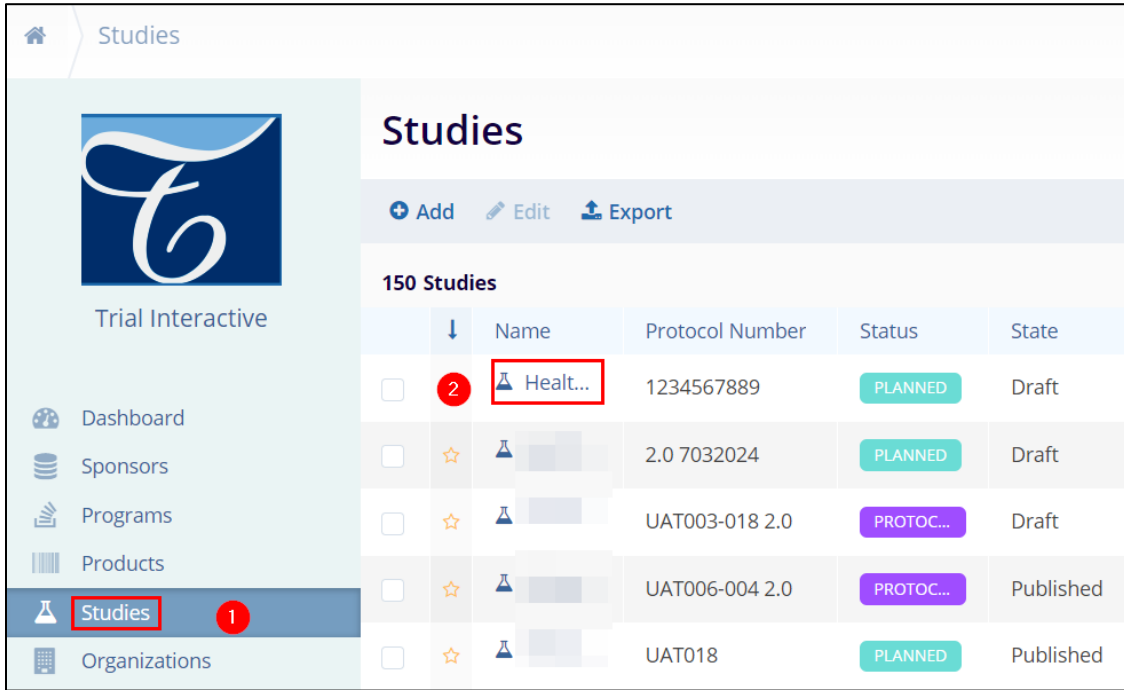 Studies
Trial Interactive
Dashboard
Sponsors
Programs
Products
Studies 1
Organizations
Studies
Add Edit Export
150 Studies
Name Protocol Number Status State
2 Healt... 1234567889 PLANNED Draft
2.0 7032024 PLANNED Draft
UAT003-018 2.0 PROTOC... Draft
UAT006-004 2.0 PROTOC... Published
UAT018 PLANNED Published